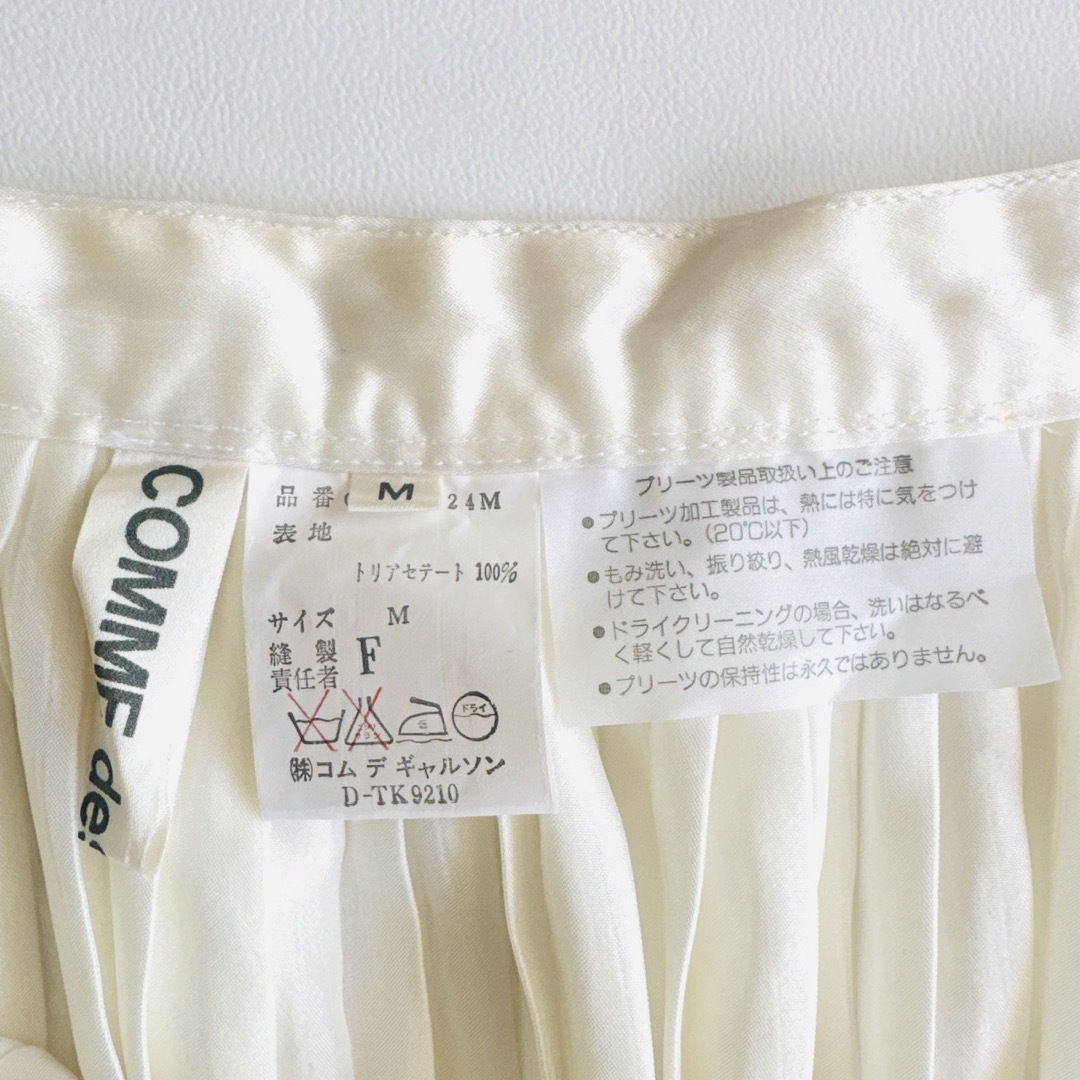 COMME de
品番 24M
M
表地
トリアセテート 100%
サイズ M
縫製
責任者 F
ドライ
㈱コム デ ギャルソン
D-TK9210
プリーツ製品取扱い上のご注意
●プリーツ加工製品は、熱には特に気をつけ
て下さい。(20℃以下)
●もみ洗い、振り絞り、熱風乾燥は絶対に避
けて下さい。
●ドライクリーニングの場合、洗いはなるべ
く軽くして自然乾燥して下さい。
●プリーツの保持性は永久ではありません。